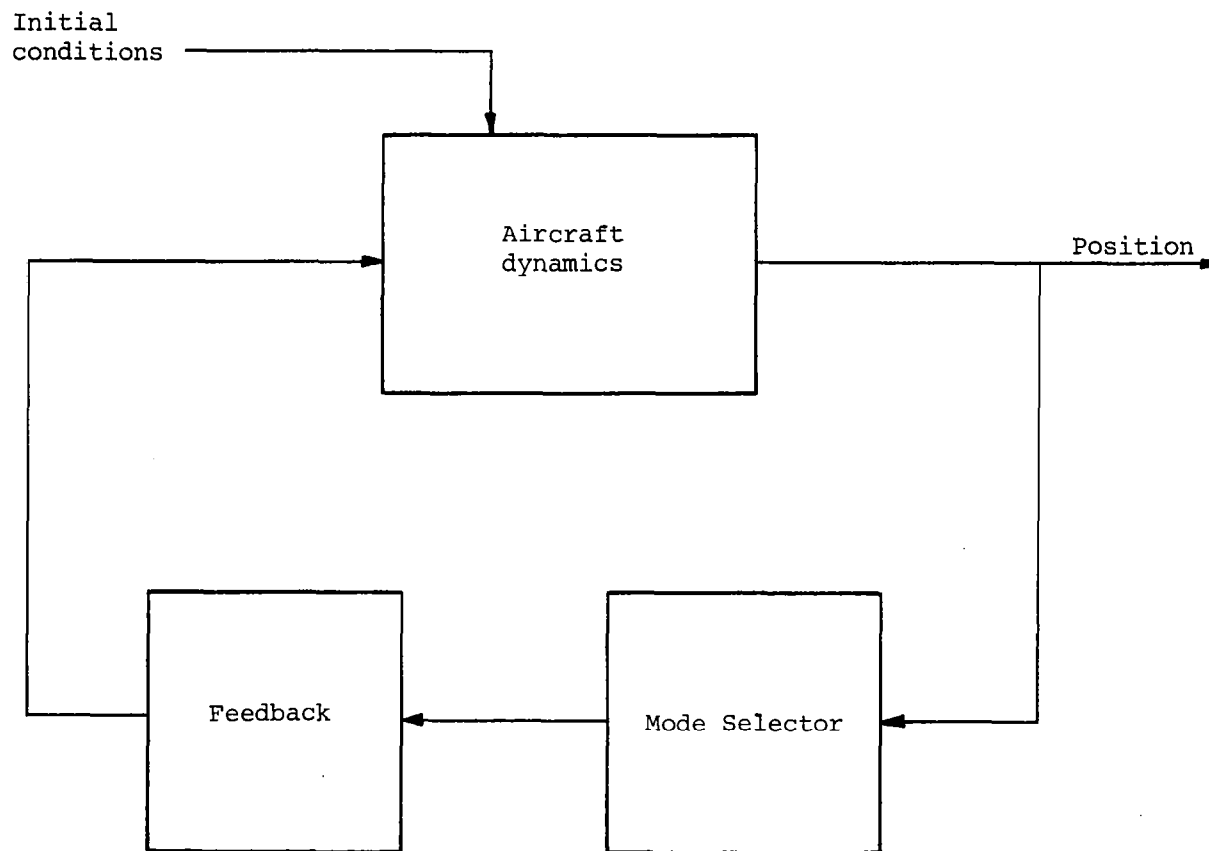 Initial
conditions
Aircraft
dynamics
Position
Feedback
Mode Selector